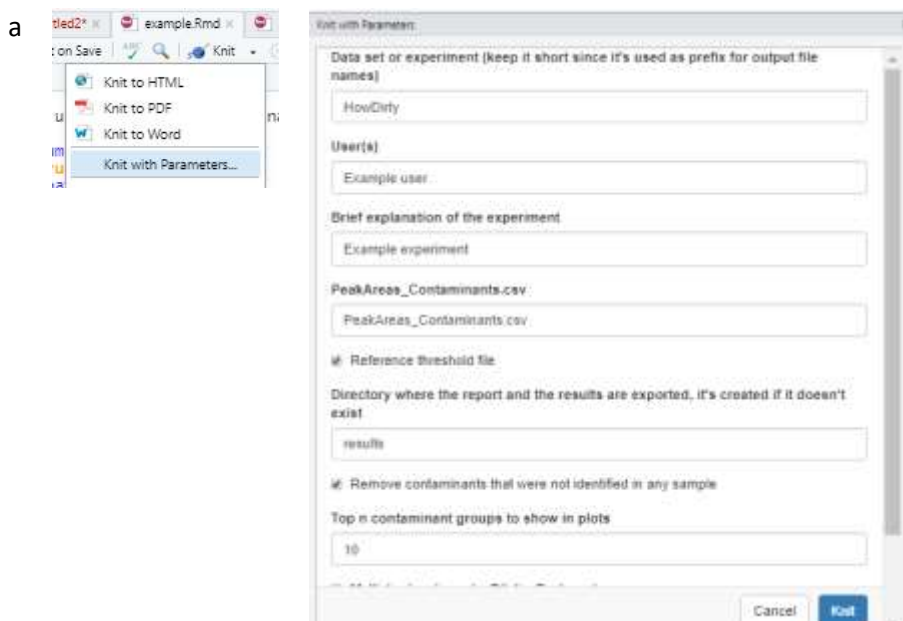 a
tled2*
example.Rmd
on Save
Knit
Knit to HTML
Knit to PDF
Knit to Word
Knit with Parameters...
Knit with Parameters
Data set or experiment (keep it short since it's used as prefix for output file
names)
HowDirty
User(s)
Example user
Brief explanation of the experiment
Example experiment
PeakAreas_Contaminants.csv
PeakAreas_Contaminants.csv
Reference threshold file
Directory where the report and the results are exported, it's created if it doesn't
exist
results
Remove contaminants that were not identified in any sample
Top n contaminant groups to show in plots
10
Cancel
Knit